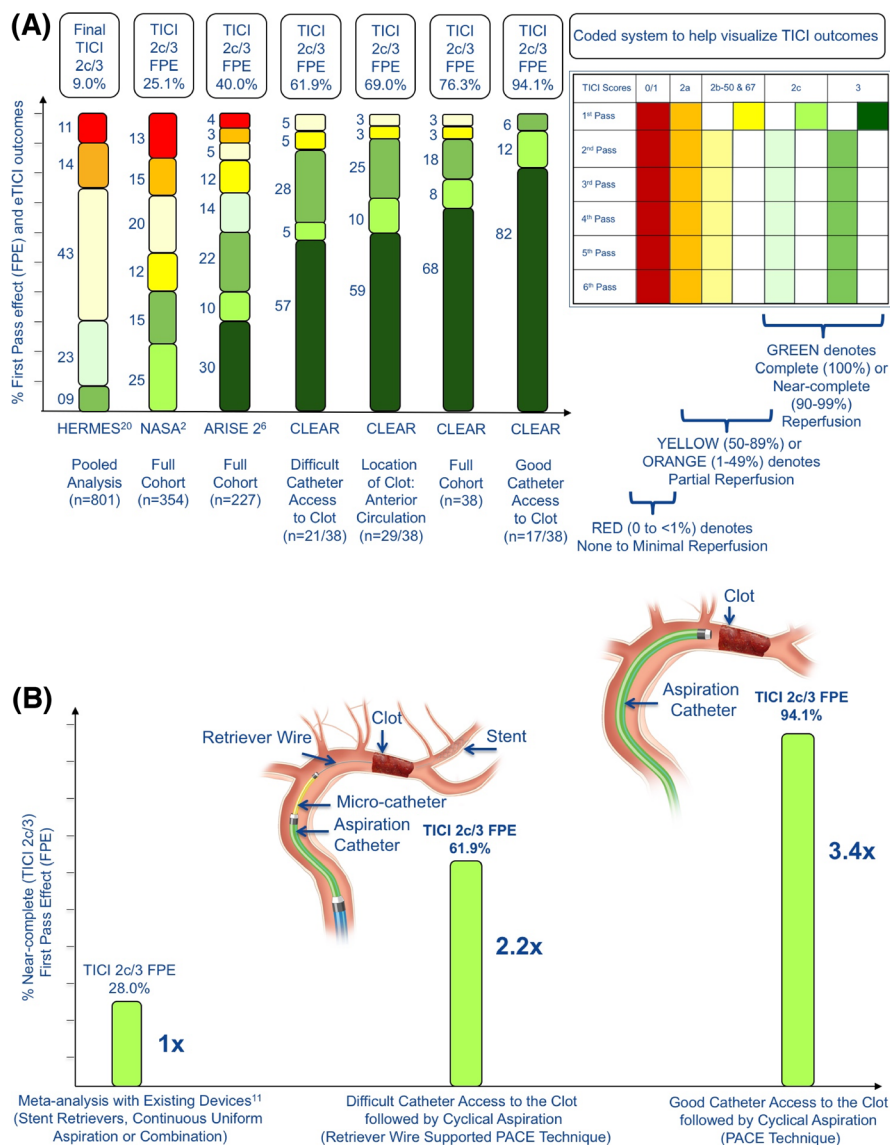 (A)
Final
TICI
2c/3
9.0%
TICI
2c/3
FPE
25.1%
TICI
2c/3
FPE
40.0%
TICI
2c/3
FPE
61.9%
TICI
2c/3
FPE
69.0%
TICI
2c/3
FPE
76.3%
TICI
2c/3
FPE
94.1%
Coded system to help visualize TICI outcomes
TICI Scores 0/1 2a 2b-50 & 67 2c 3
1st Pass
2nd Pass
3rd Pass
4th Pass
5th Pass
6th Pass
% First Pass effect (FPE) and eTICI outcomes
11
14
43
23
09
13
15
20
12
15
25
4
3
5
12
14
22
10
30
5
5
28
5
57
3
3
25
10
59
3
3
18
8
68
6
12
82
HERMES20
Pooled
Analysis
(n=801)
NASA2
Full
Cohort
(n=354)
ARISE 26
Full
Cohort
(n=227)
CLEAR
Difficult
Catheter
Access
to Clot
(n=21/38)
CLEAR
Location
of Clot:
Anterior
Circulation
(n=29/38)
CLEAR
Full
Cohort
(n=38)
CLEAR
Good
Catheter
Access
to Clot
(n=17/38)
GREEN denotes
Complete (100%) or
Near-complete
(90-99%)
Reperfusion
YELLOW (50-89%) or
ORANGE (1-49%) denotes
Partial Reperfusion
RED (0 to <1%) denotes
None to Minimal Reperfusion
(B)
% Near-complete (TICI 2c/3)
First Pass Effect (FPE)
TICI 2c/3 FPE
28.0%
1x
Retriever Wire
Clot
Stent
Micro-catheter
Aspiration
Catheter
TICI 2c/3 FPE
61.9%
2.2x
Clot
Aspiration
Catheter
TICI 2c/3 FPE
94.1%
3.4x
Meta-analysis with Existing Devices11
(Stent Retrievers, Continuous Uniform
Aspiration or Combination)
Difficult Catheter Access to the Clot
followed by Cyclical Aspiration
(Retriever Wire Supported PACE Technique)
Good Catheter Access to the Clot
followed by Cyclical Aspiration
(PACE Technique)